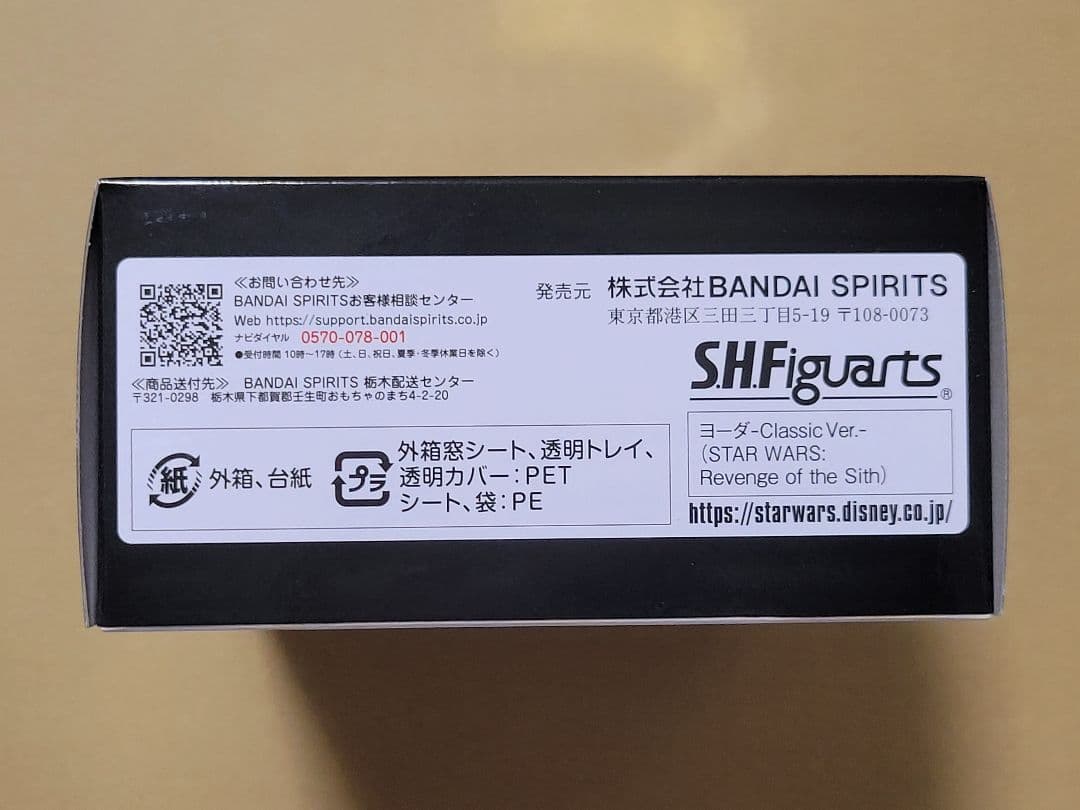 ≪お問い合わせ先≫
BANDAI SPIRITSお客様相談センター
Web https://support.bandaispirits.co.jp
ナビダイヤル 0570-078-001
●受付時間 10時～17時(土、日、祝日、夏季・冬季休業日を除く)
≪商品送付先≫ BANDAI SPIRITS 栃木配送センター
〒321-0298 栃木県下都賀郡壬生町おもちゃのまち4-2-20
紙 外箱、台紙
プラ 外箱窓シート、透明トレイ、
透明カバー:PET
シート、袋:PE
発売元 株式会社BANDAI SPIRITS
東京都港区三田三丁目5-19 〒108-0073
S.H.Figuarts®
ヨーダ-Classic Ver.-
(STAR WARS:
Revenge of the Sith)
https://starwars.disney.co.jp/